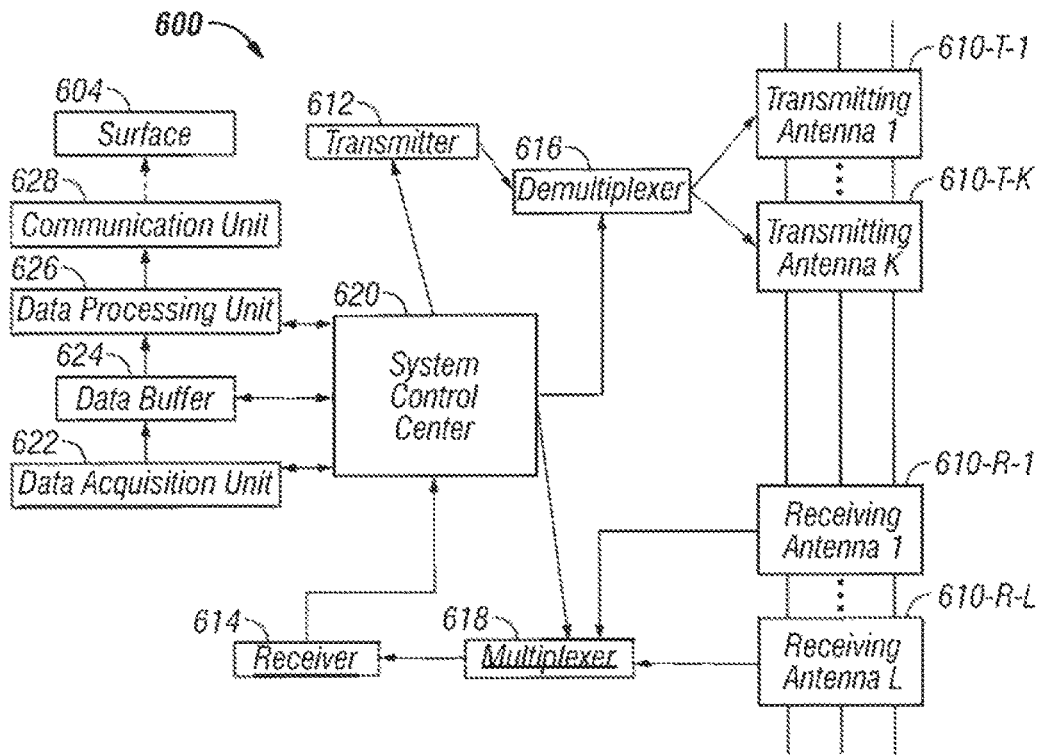 600
604
Surface
628
Communication Unit
626
Data Processing Unit
624
Data Buffer
622
Data Acquisition Unit
612
Transmitter
616
Demultiplexer
620
System
Control
Center
614
Receiver
618
Multiplexer
610-T-1
Transmitting
Antenna 1
610-T-K
Transmitting
Antenna K
610-R-1
Receiving
Antenna 1
610-R-L
Receiving
Antenna L